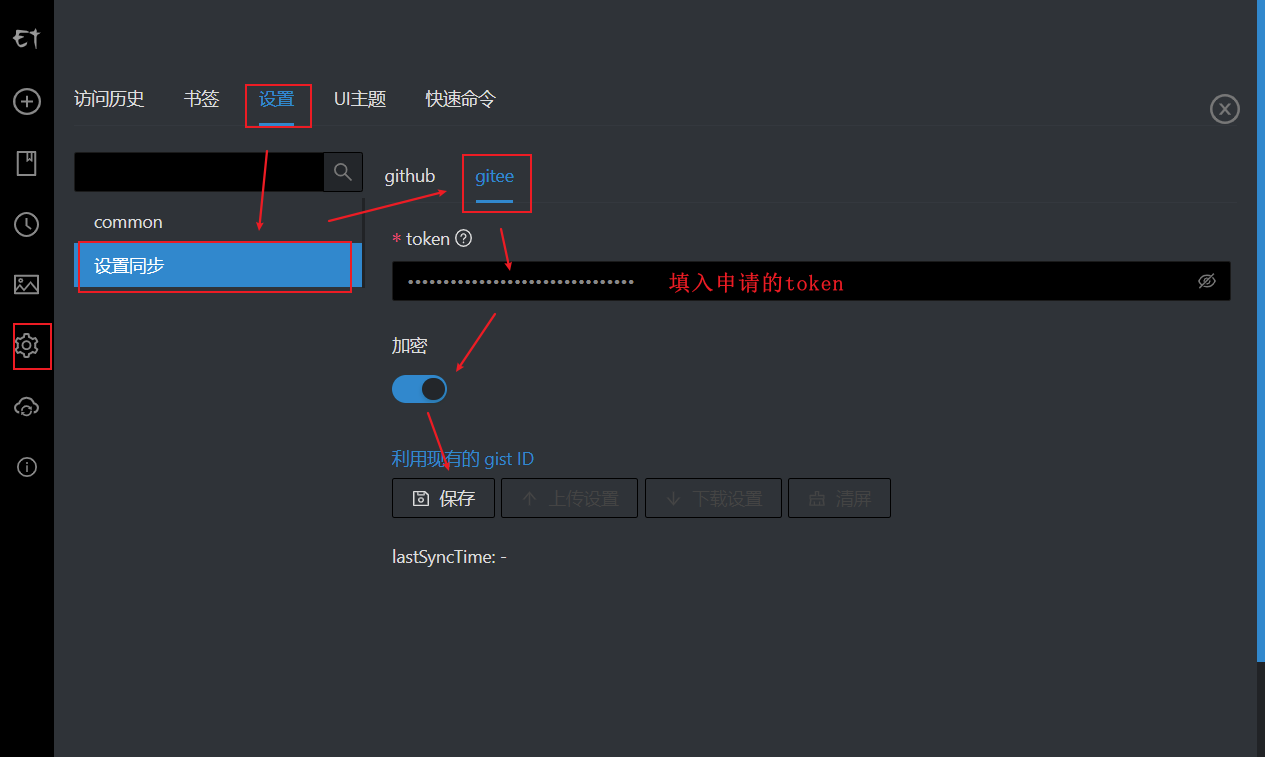 访问历史 书签 设置 UI主题 快速命令
github gitee
common
设置同步
* token
•••••••••••••••••••••••••••••••• 填入申请的token
加密
利用现有的 gist ID
保存 上传设置 下载设置 清屏
lastSyncTime: -